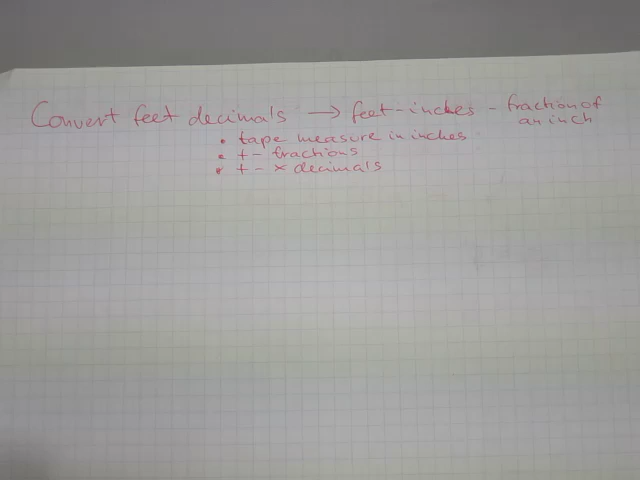 Convert feet decimals → feet-inches - fraction of an inch
• tape measure in inches
• + - fractions
• + - × decimals